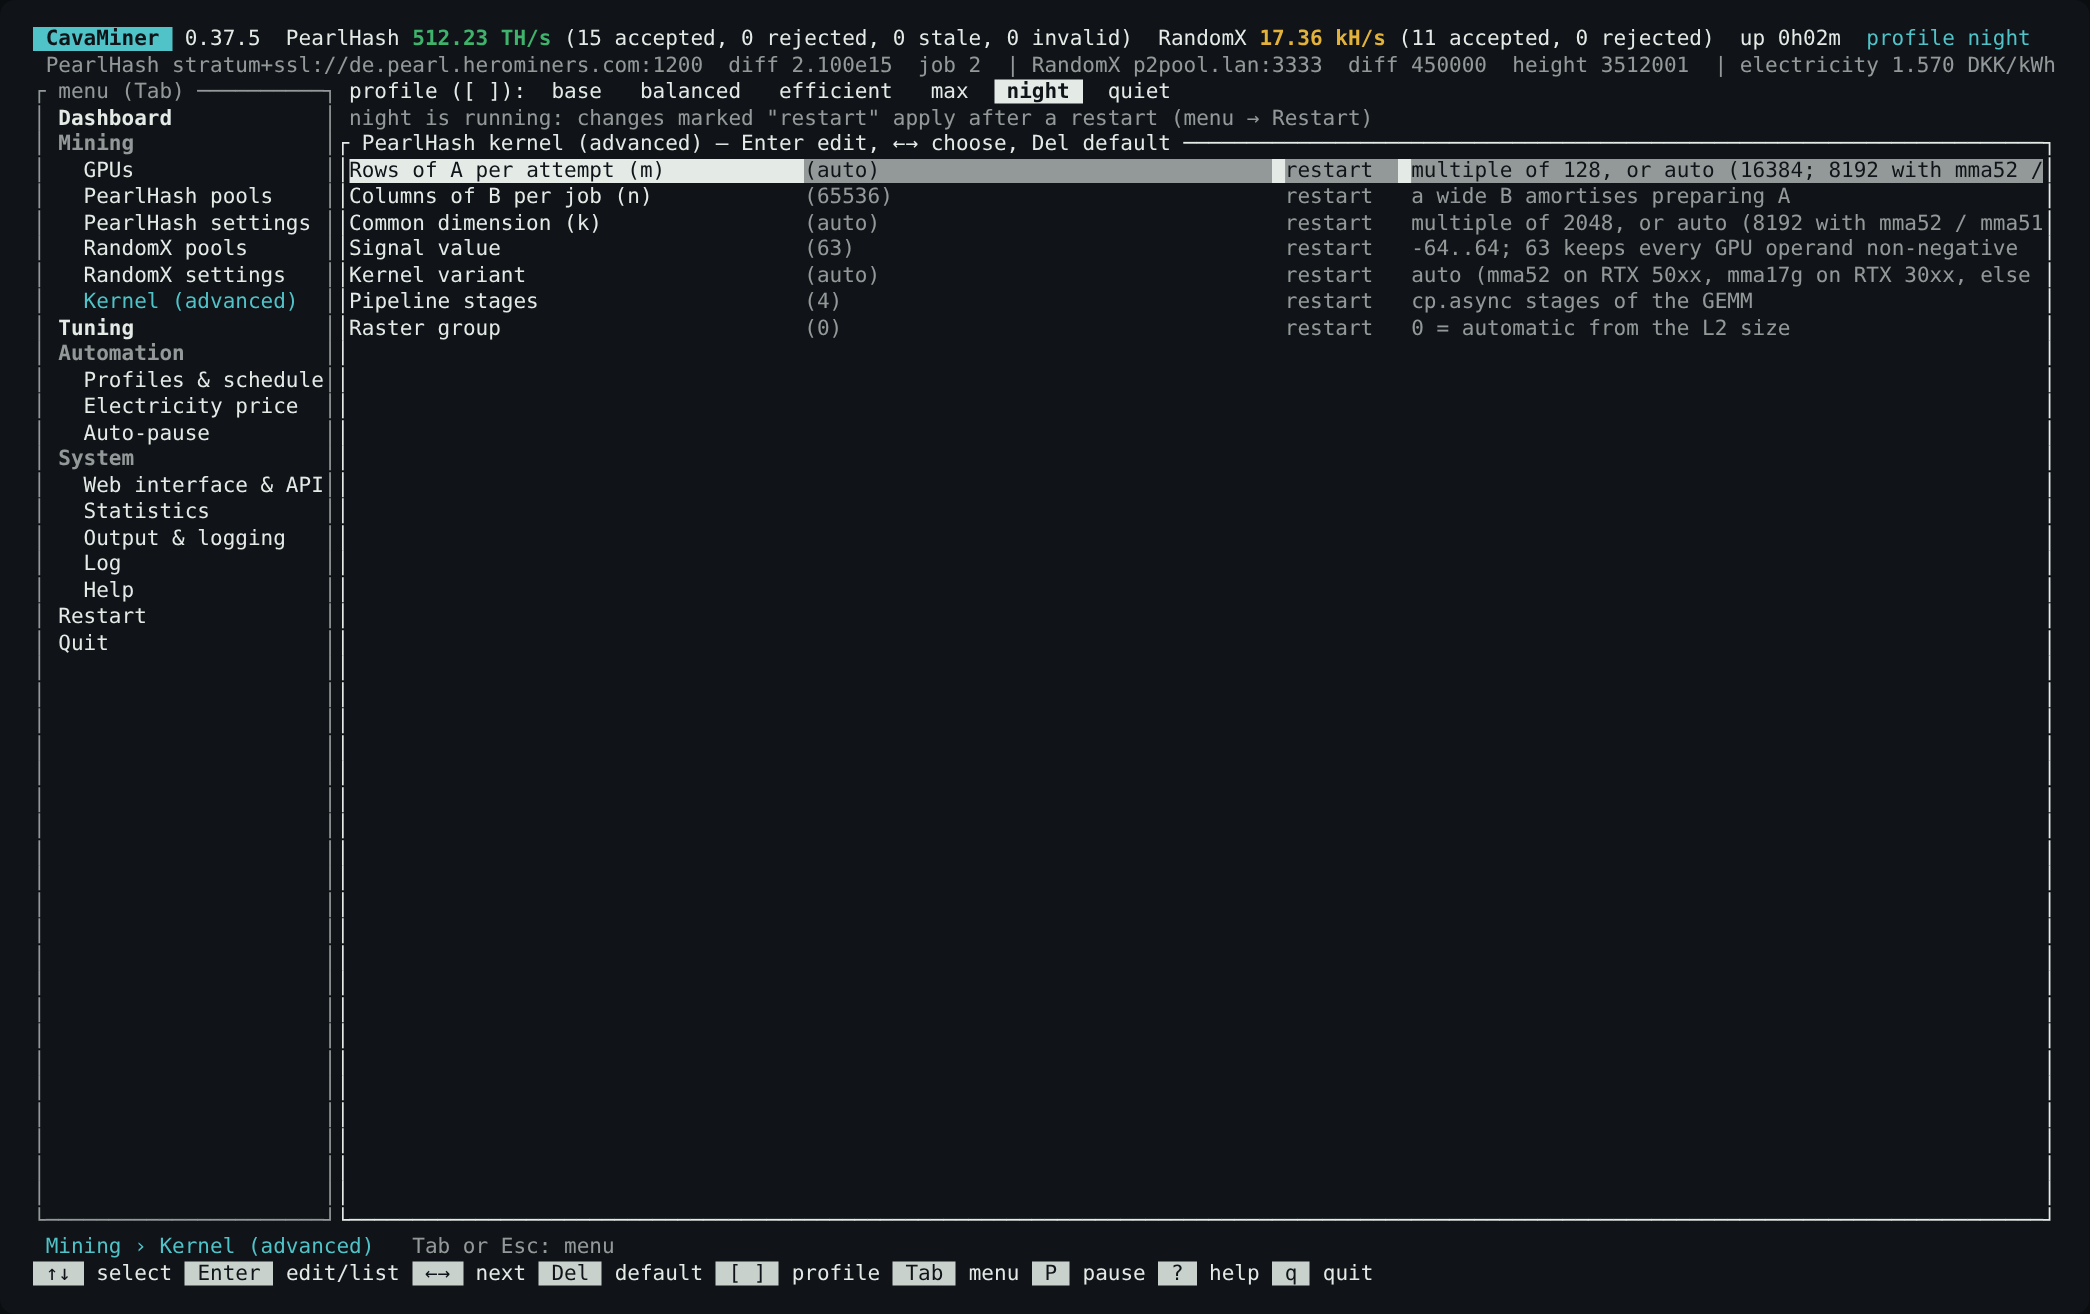 CavaMiner 0.37.5 PearlHash 512.23 TH/s (15 accepted, 0 rejected, 0 stale, 0 invalid) RandomX 17.36 kH/s (11 accepted, 0 rejected) up 0h02m profile night
PearlHash stratum+ssl://de.pearl.herominers.com:1200 diff 2.100e15 job 2 | RandomX p2pool.lan:3333 diff 450000 height 3512001 | electricity 1.570 DKK/kWh
menu (Tab)
Dashboard
Mining
GPUs
PearlHash pools
PearlHash settings
RandomX pools
RandomX settings
Kernel (advanced)
Tuning
Automation
Profiles & schedule
Electricity price
Auto-pause
System
Web interface & API
Statistics
Output & logging
Log
Help
Restart
Quit
profile ([ ]): base balanced efficient max night quiet
night is running: changes marked "restart" apply after a restart (menu → Restart)
PearlHash kernel (advanced) — Enter edit, ←→ choose, Del default
Rows of A per attempt (m) (auto) restart multiple of 128, or auto (16384; 8192 with mma52 /
Columns of B per job (n) (65536) restart a wide B amortises preparing A
Common dimension (k) (auto) restart multiple of 2048, or auto (8192 with mma52 / mma51
Signal value (63) restart -64..64; 63 keeps every GPU operand non-negative
Kernel variant (auto) restart auto (mma52 on RTX 50xx, mma17g on RTX 30xx, else
Pipeline stages (4) restart cp.async stages of the GEMM
Raster group (0) restart 0 = automatic from the L2 size
Mining › Kernel (advanced) Tab or Esc: menu
↑↓ select Enter edit/list ←→ next Del default [ ] profile Tab menu P pause ? help q quit